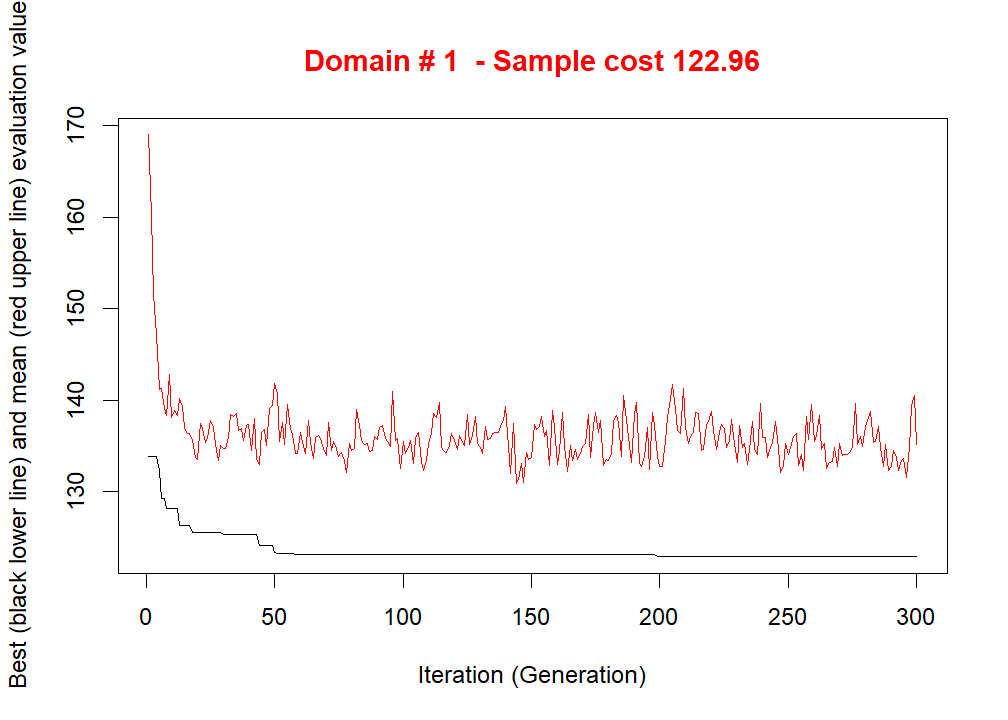 Domain # 1  - Sample cost 122.96
Best (black lower line) and mean (red upper line) evaluation value
170
160
150
140
130
0 50 100 150 200 250 300
Iteration (Generation)